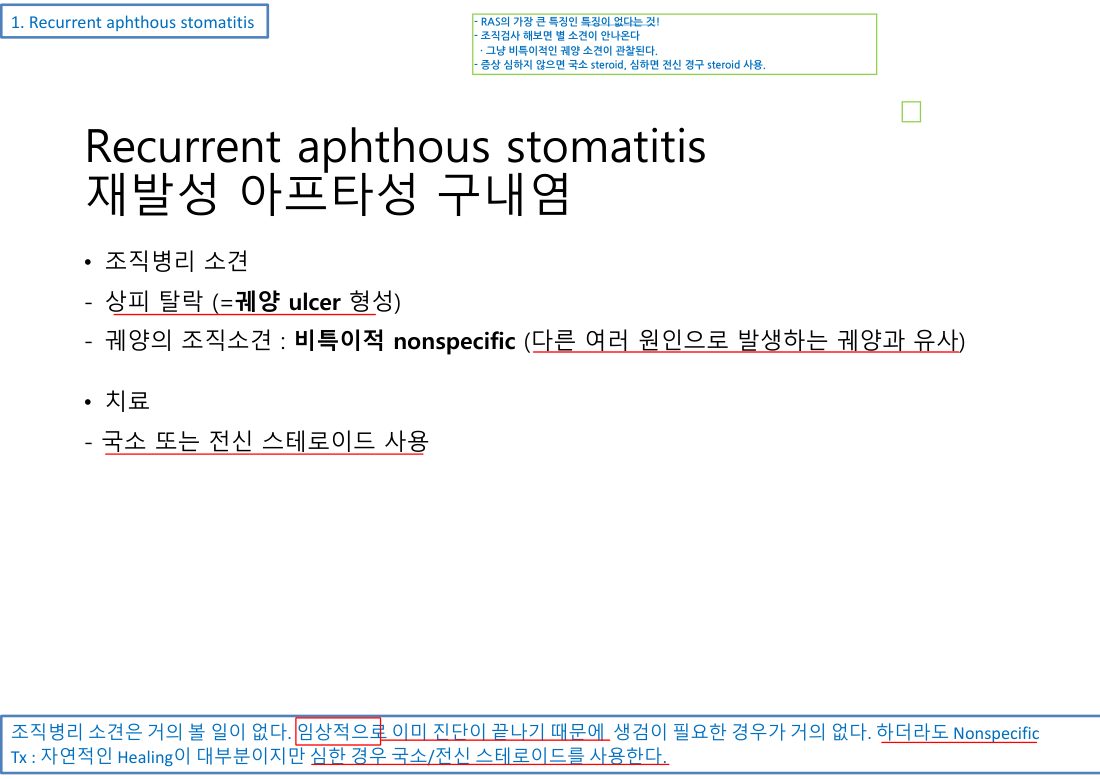 1. Recurrent aphthous stomatitis
- RAS의 가장 큰 특징인 특징이 없다는 것!
- 조직검사 해보면 별 소견이 안나온다
· 그냥 비특이적인 궤양 소견이 관찰된다.
- 증상 심하지 않으면 국소 steroid, 심하면 전신 경구 steroid 사용.
Recurrent aphthous stomatitis
재발성 아프타성 구내염
• 조직병리 소견
- 상피 탈락 (=궤양 ulcer 형성)
- 궤양의 조직소견 : 비특이적 nonspecific (다른 여러 원인으로 발생하는 궤양과 유사)
• 치료
- 국소 또는 전신 스테로이드 사용
조직병리 소견은 거의 볼 일이 없다. 임상적으로 이미 진단이 끝나기 때문에 생검이 필요한 경우가 거의 없다. 하더라도 Nonspecific
Tx : 자연적인 Healing이 대부분이지만 심한 경우 국소/전신 스테로이드를 사용한다.